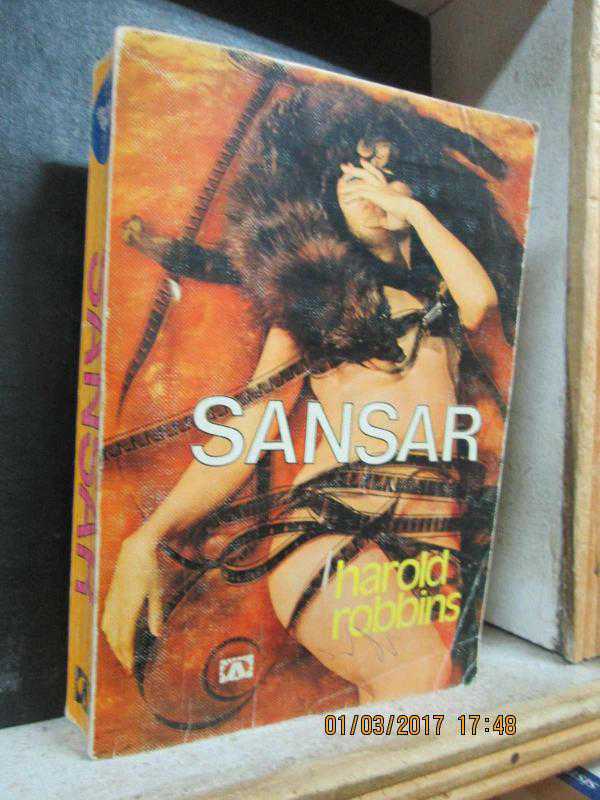 SANSAR
SANSAR
harold
robbins
01/03/2017 17:48